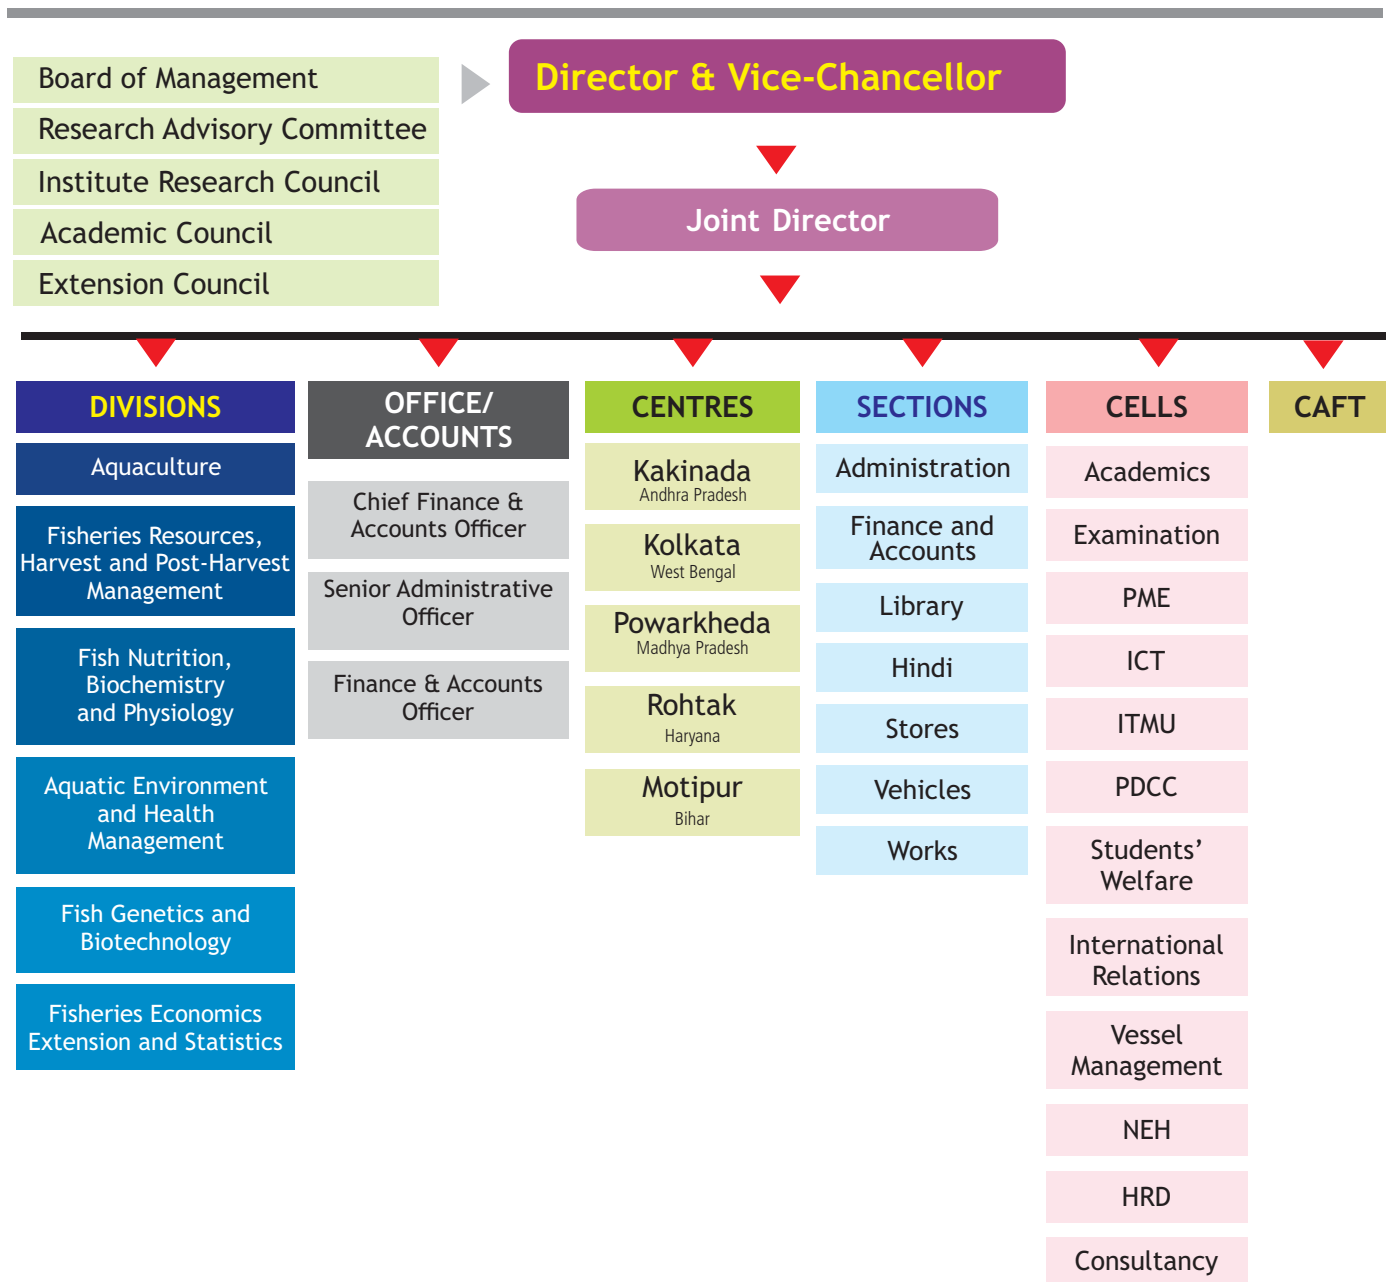 Board of Management
Research Advisory Committee
Institute Research Council
Academic Council
Extension Council
Director & Vice-Chancellor
Joint Director
DIVISIONS
Aquaculture
Fisheries Resources,
Harvest and Post-Harvest
Management
Fish Nutrition,
Biochemistry
and Physiology
Aquatic Environment
and Health
Management
Fish Genetics and
Biotechnology
Fisheries Economics
Extension and Statistics
OFFICE/
ACCOUNTS
Chief Finance &
Accounts Officer
Senior Administrative
Officer
Finance & Accounts
Officer
CENTRES
Kakinada
Andhra Pradesh
Kolkata
West Bengal
Powarkheda
Madhya Pradesh
Rohtak
Haryana
Motipur
Bihar
SECTIONS
Administration
Finance and
Accounts
Library
Hindi
Stores
Vehicles
Works
CELLS
Academics
Examination
PME
ICT
ITMU
PDCC
Students’
Welfare
International
Relations
Vessel
Management
NEH
HRD
Consultancy
CAFT